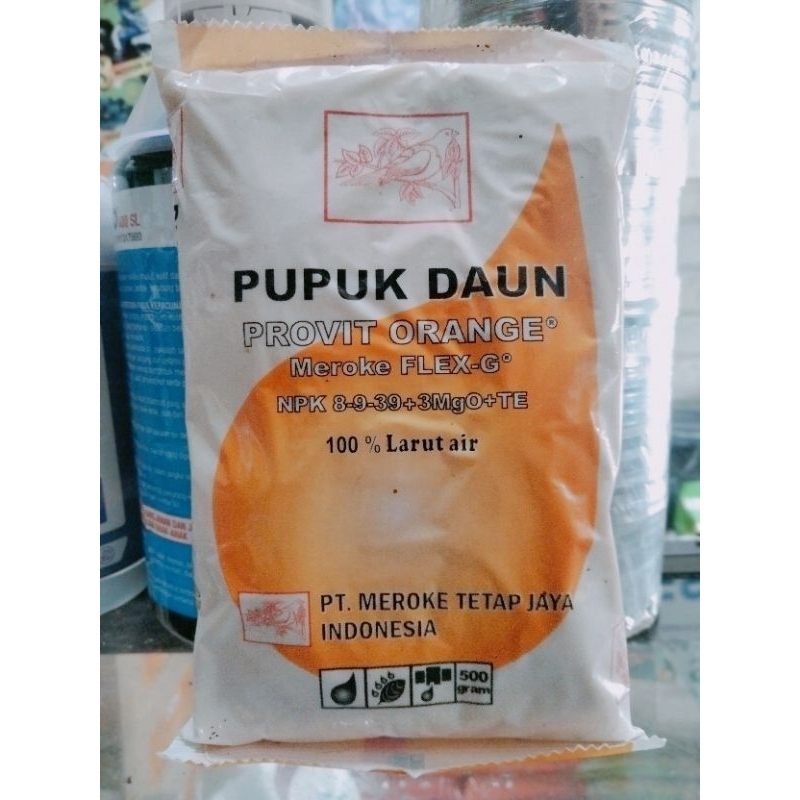 PUPUK DAUN
PROVIT ORANGE®
Meroke FLEX-G®
NPK 8-9-39+3MgO+TE
100 % Larut air
PT. MEROKE TETAP JAYA
INDONESIA
500
gram
SL